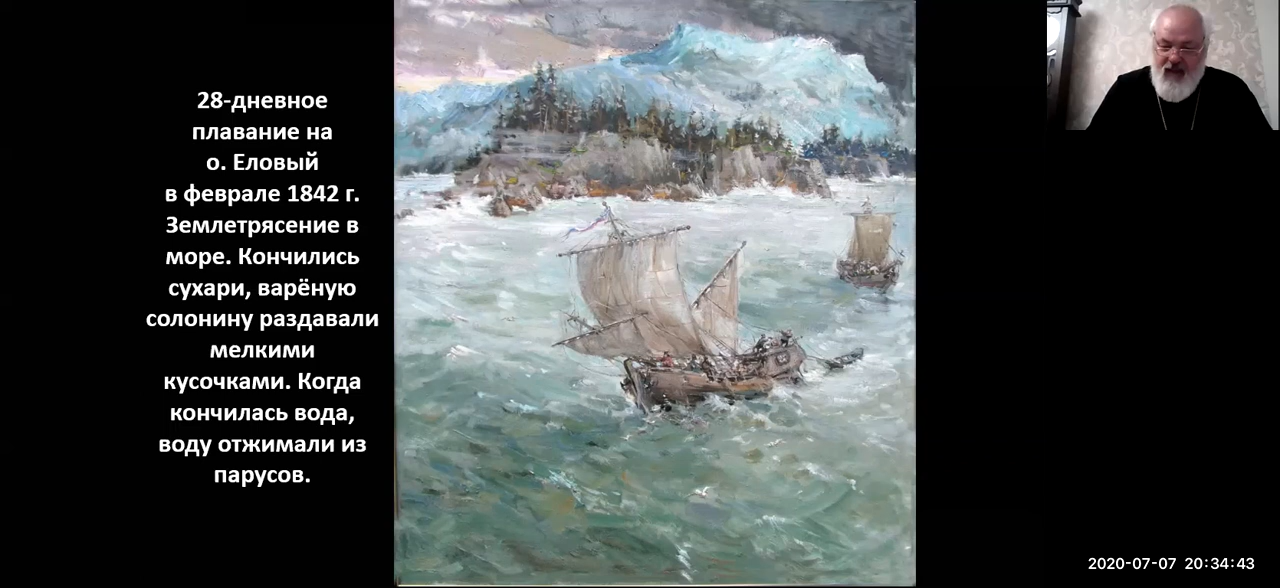 28-дневное
плавание на
о. Еловый
в феврале 1842 г.
Землетрясение в
море. Кончились
сухари, варёную
солонину раздавали
мелкими
кусочками. Когда
кончилась вода,
воду отжимали из
парусов.
2020-07-07 20:34:43